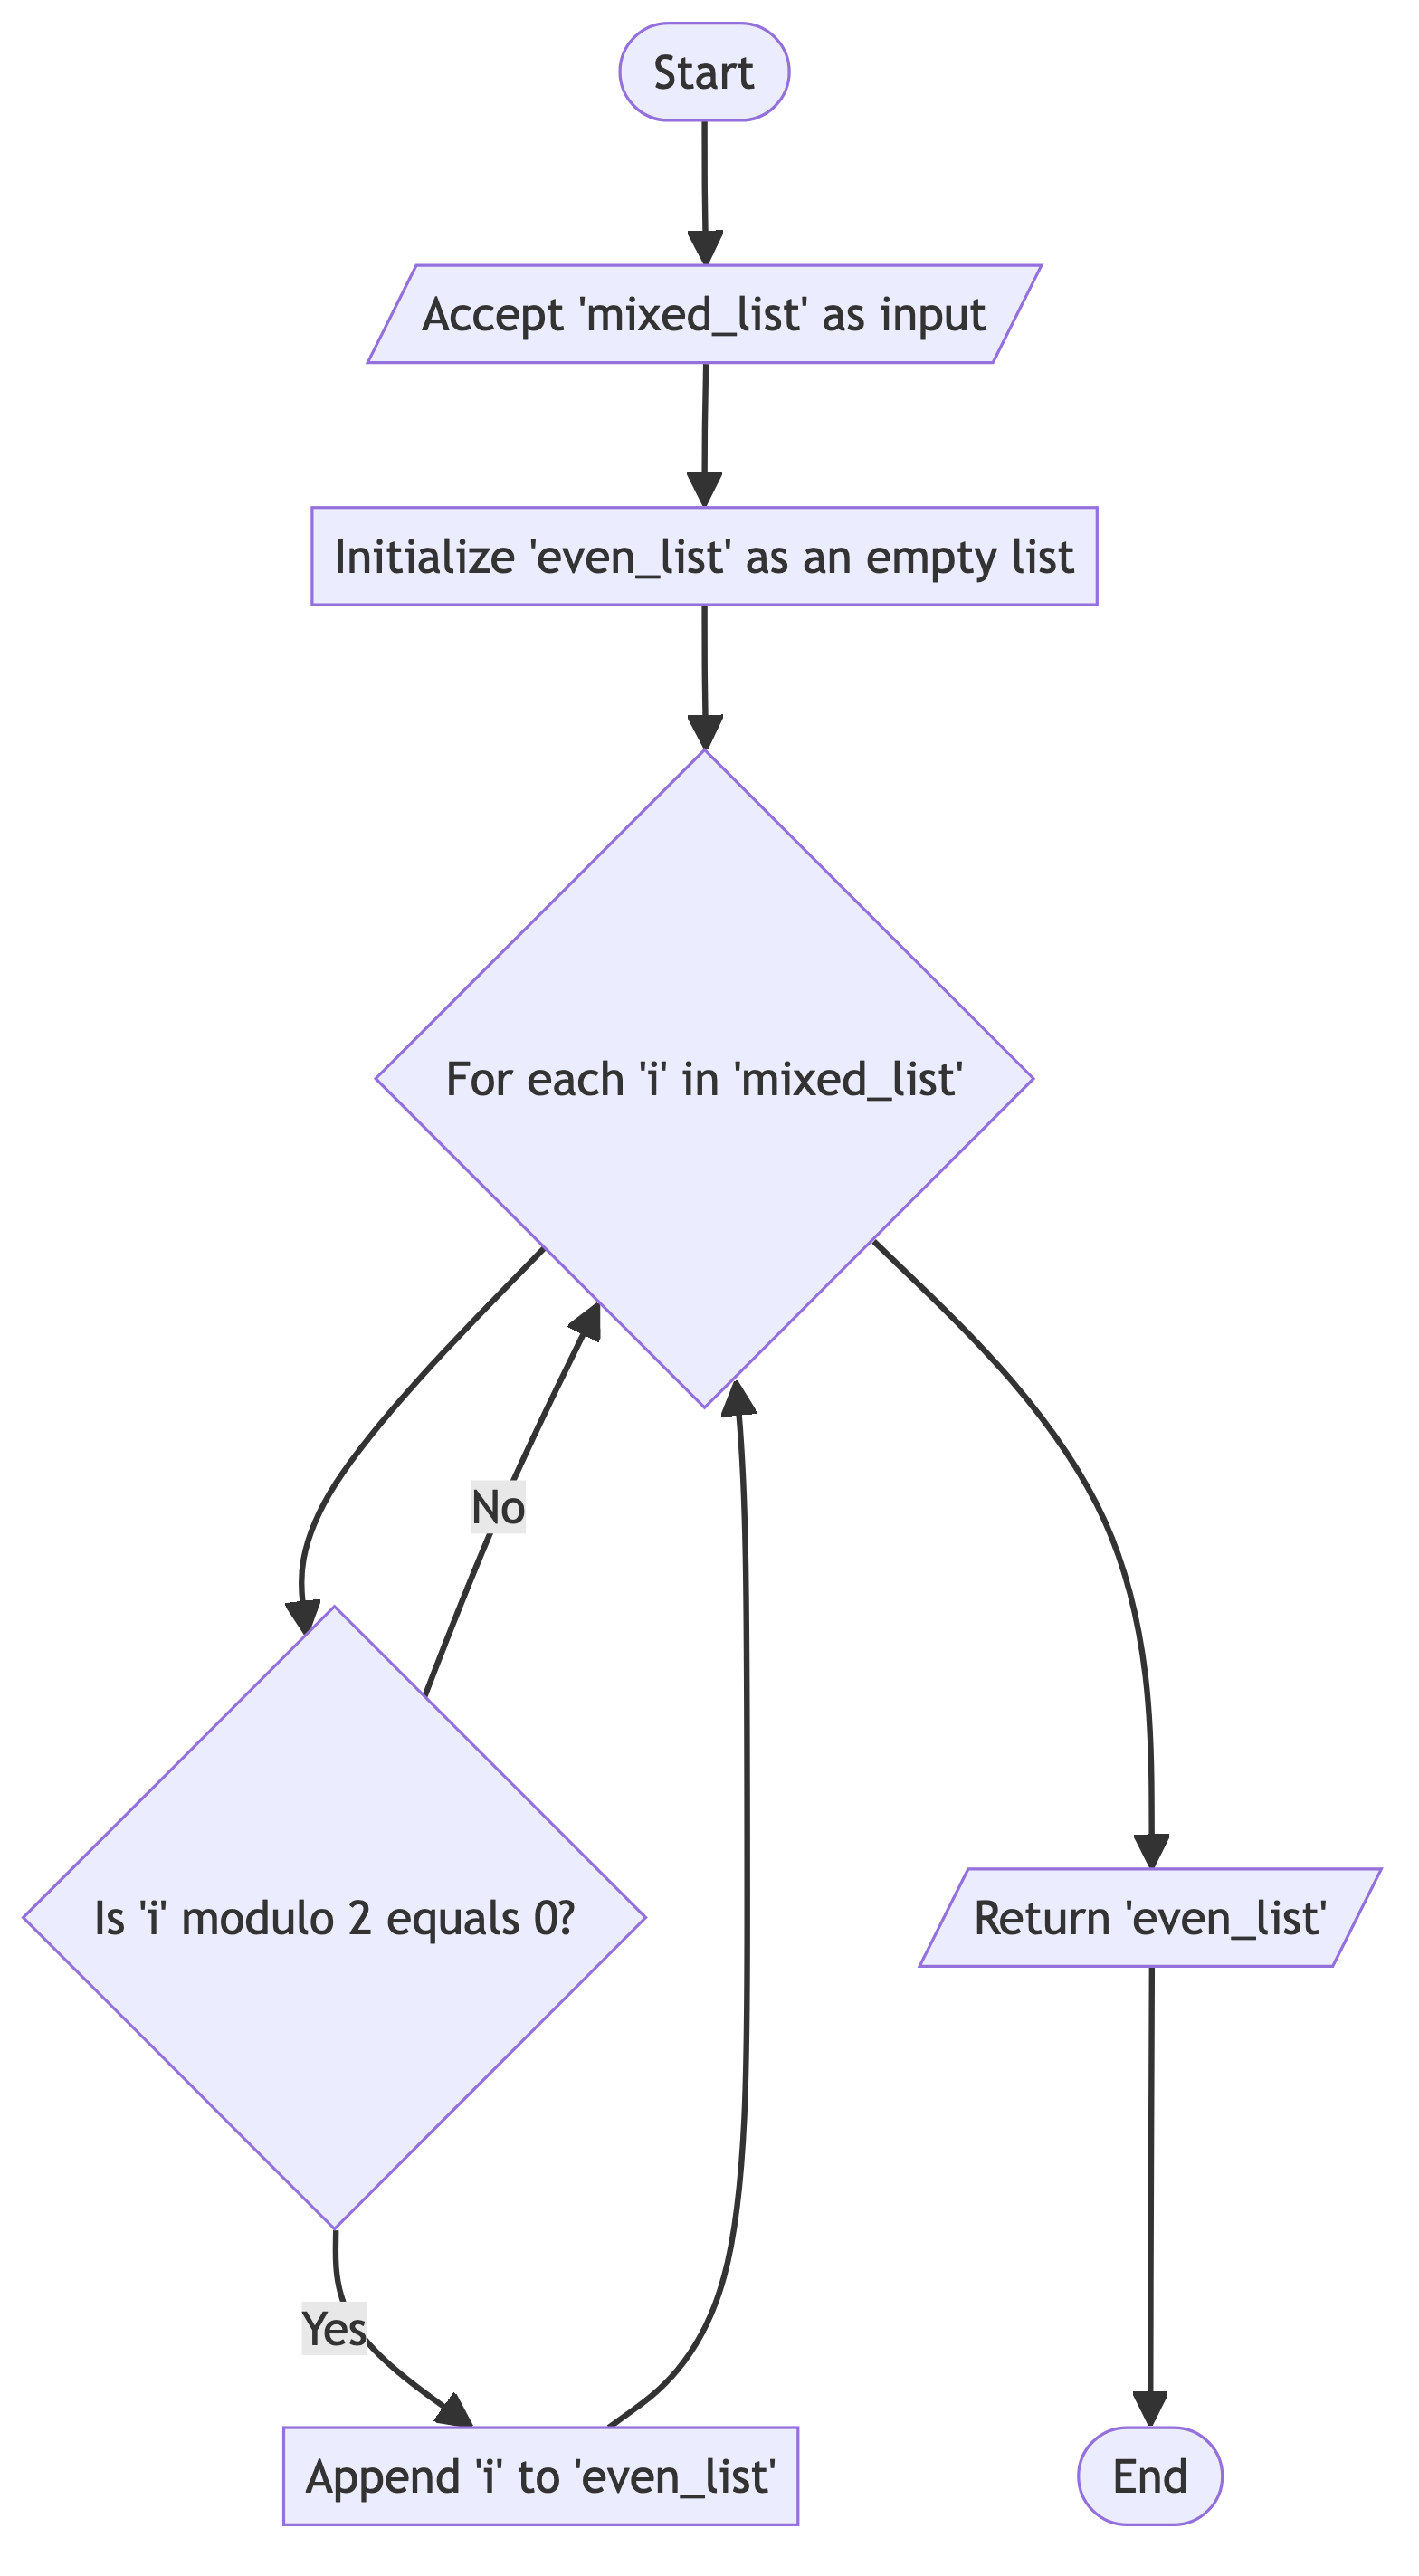 Start
Accept 'mixed_list' as input
Initialize 'even_list' as an empty list
For each 'i' in 'mixed_list'
No
Is 'i' modulo 2 equals 0?
Return 'even_list'
Yes
Append 'i' to 'even_list'
End